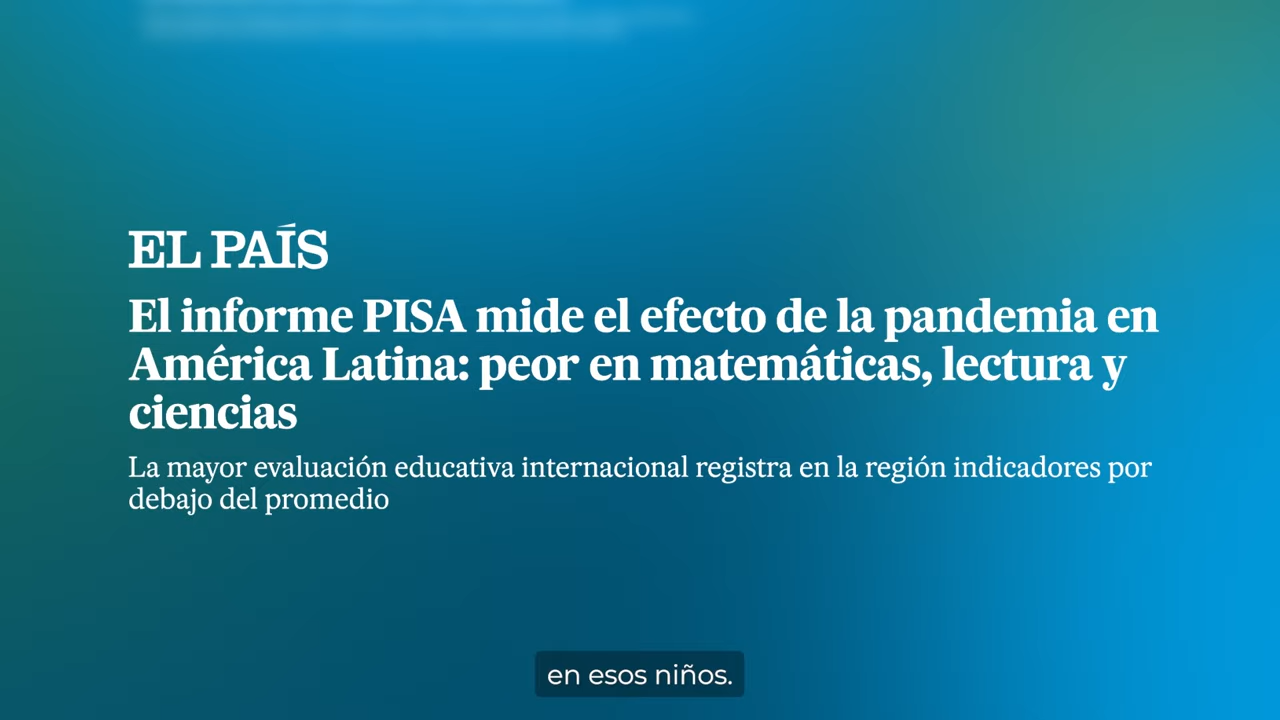 EL PAÍS
El informe PISA mide el efecto de la pandemia en
América Latina: peor en matemáticas, lectura y
ciencias
La mayor evaluación educativa internacional registra en la región indicadores por
debajo del promedio
en esos niños.